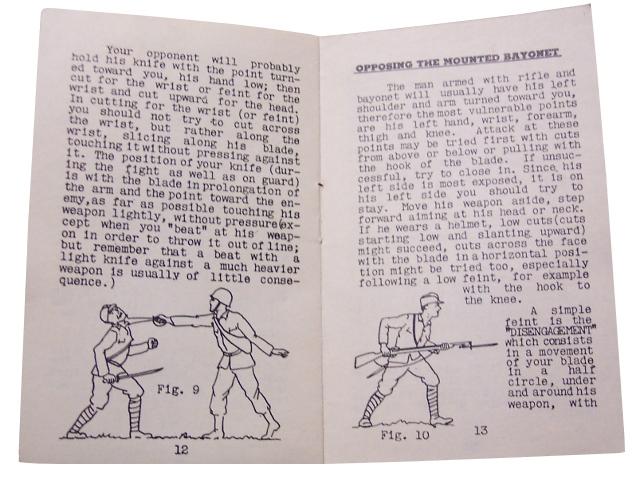 Your opponent will probably
hold his knife with the point turn-
ed toward you, his hand low; then
cut for the wrist or feint for the
wrist and cut upward for the head.
In cutting for the wrist (or feint)
you should not try to cut across
the wrist, but rather along the
wrist, slicing along his blade,
touching it without pressing against
it. The position of your knife (dur-
ing the fight as well as on guard)
is with the blade in prolongation of
the arm and the point toward the en-
emy, as far as possible touching his
weapon lightly, without pressure(ex-
cept when you "beat" at his weap-
on in order to throw it out of line;
but remember that a beat with a
light knife against a much heavier
weapon is usually of little conse-
quence.)
Fig. 9
12
OPPOSING THE MOUNTED BAYONET
The man armed with rifle and
bayonet will usually have his left
shoulder and arm turned toward you,
therefore the most vulnerable points
are his left hand, wrist, forearm,
thigh and knee. Attack at these
points may be tried first with cuts
from above or below or pulling with
the hook of the blade. If unsuc-
cessful, try to close in. Since his
left side is most exposed, it is on
his left side you should try to
stay. Move his weapon aside, step
forward aiming at his head or neck.
If he wears a helmet, low cuts(cuts
starting low and slanting upward)
might succeed, cuts across the face
with the blade in a horizontal posi-
tion might be tried too, especially
following a low feint, for example
with the hook to
the knee.
A simple
feint is the
"DISENGAGEMENT"
which consists
in a movement
of your blade
in a half
circle, under
and around his
weapon, with
Fig. 10
13